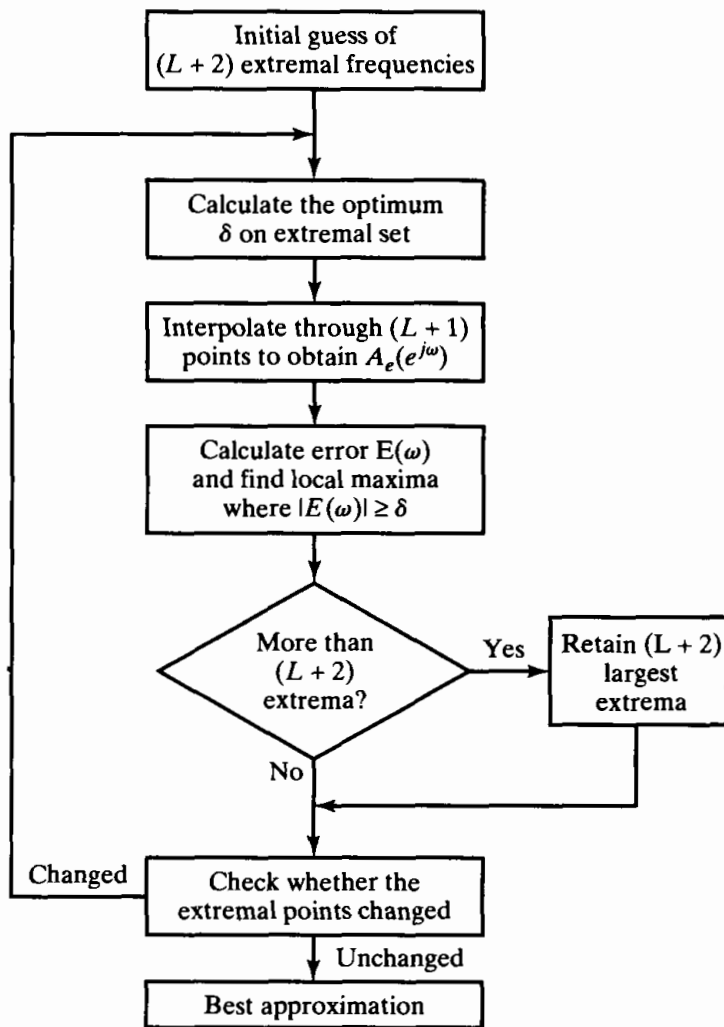 Initial guess of
(L + 2) extremal frequencies
Calculate the optimum
δ on extremal set
Interpolate through (L + 1)
points to obtain A_e(e^{jω})
Calculate error E(ω)
and find local maxima
where |E(ω)| ≥ δ
More than
(L + 2)
extrema?
Yes
Retain (L + 2)
largest
extrema
No
Changed
Check whether the
extremal points changed
Unchanged
Best approximation